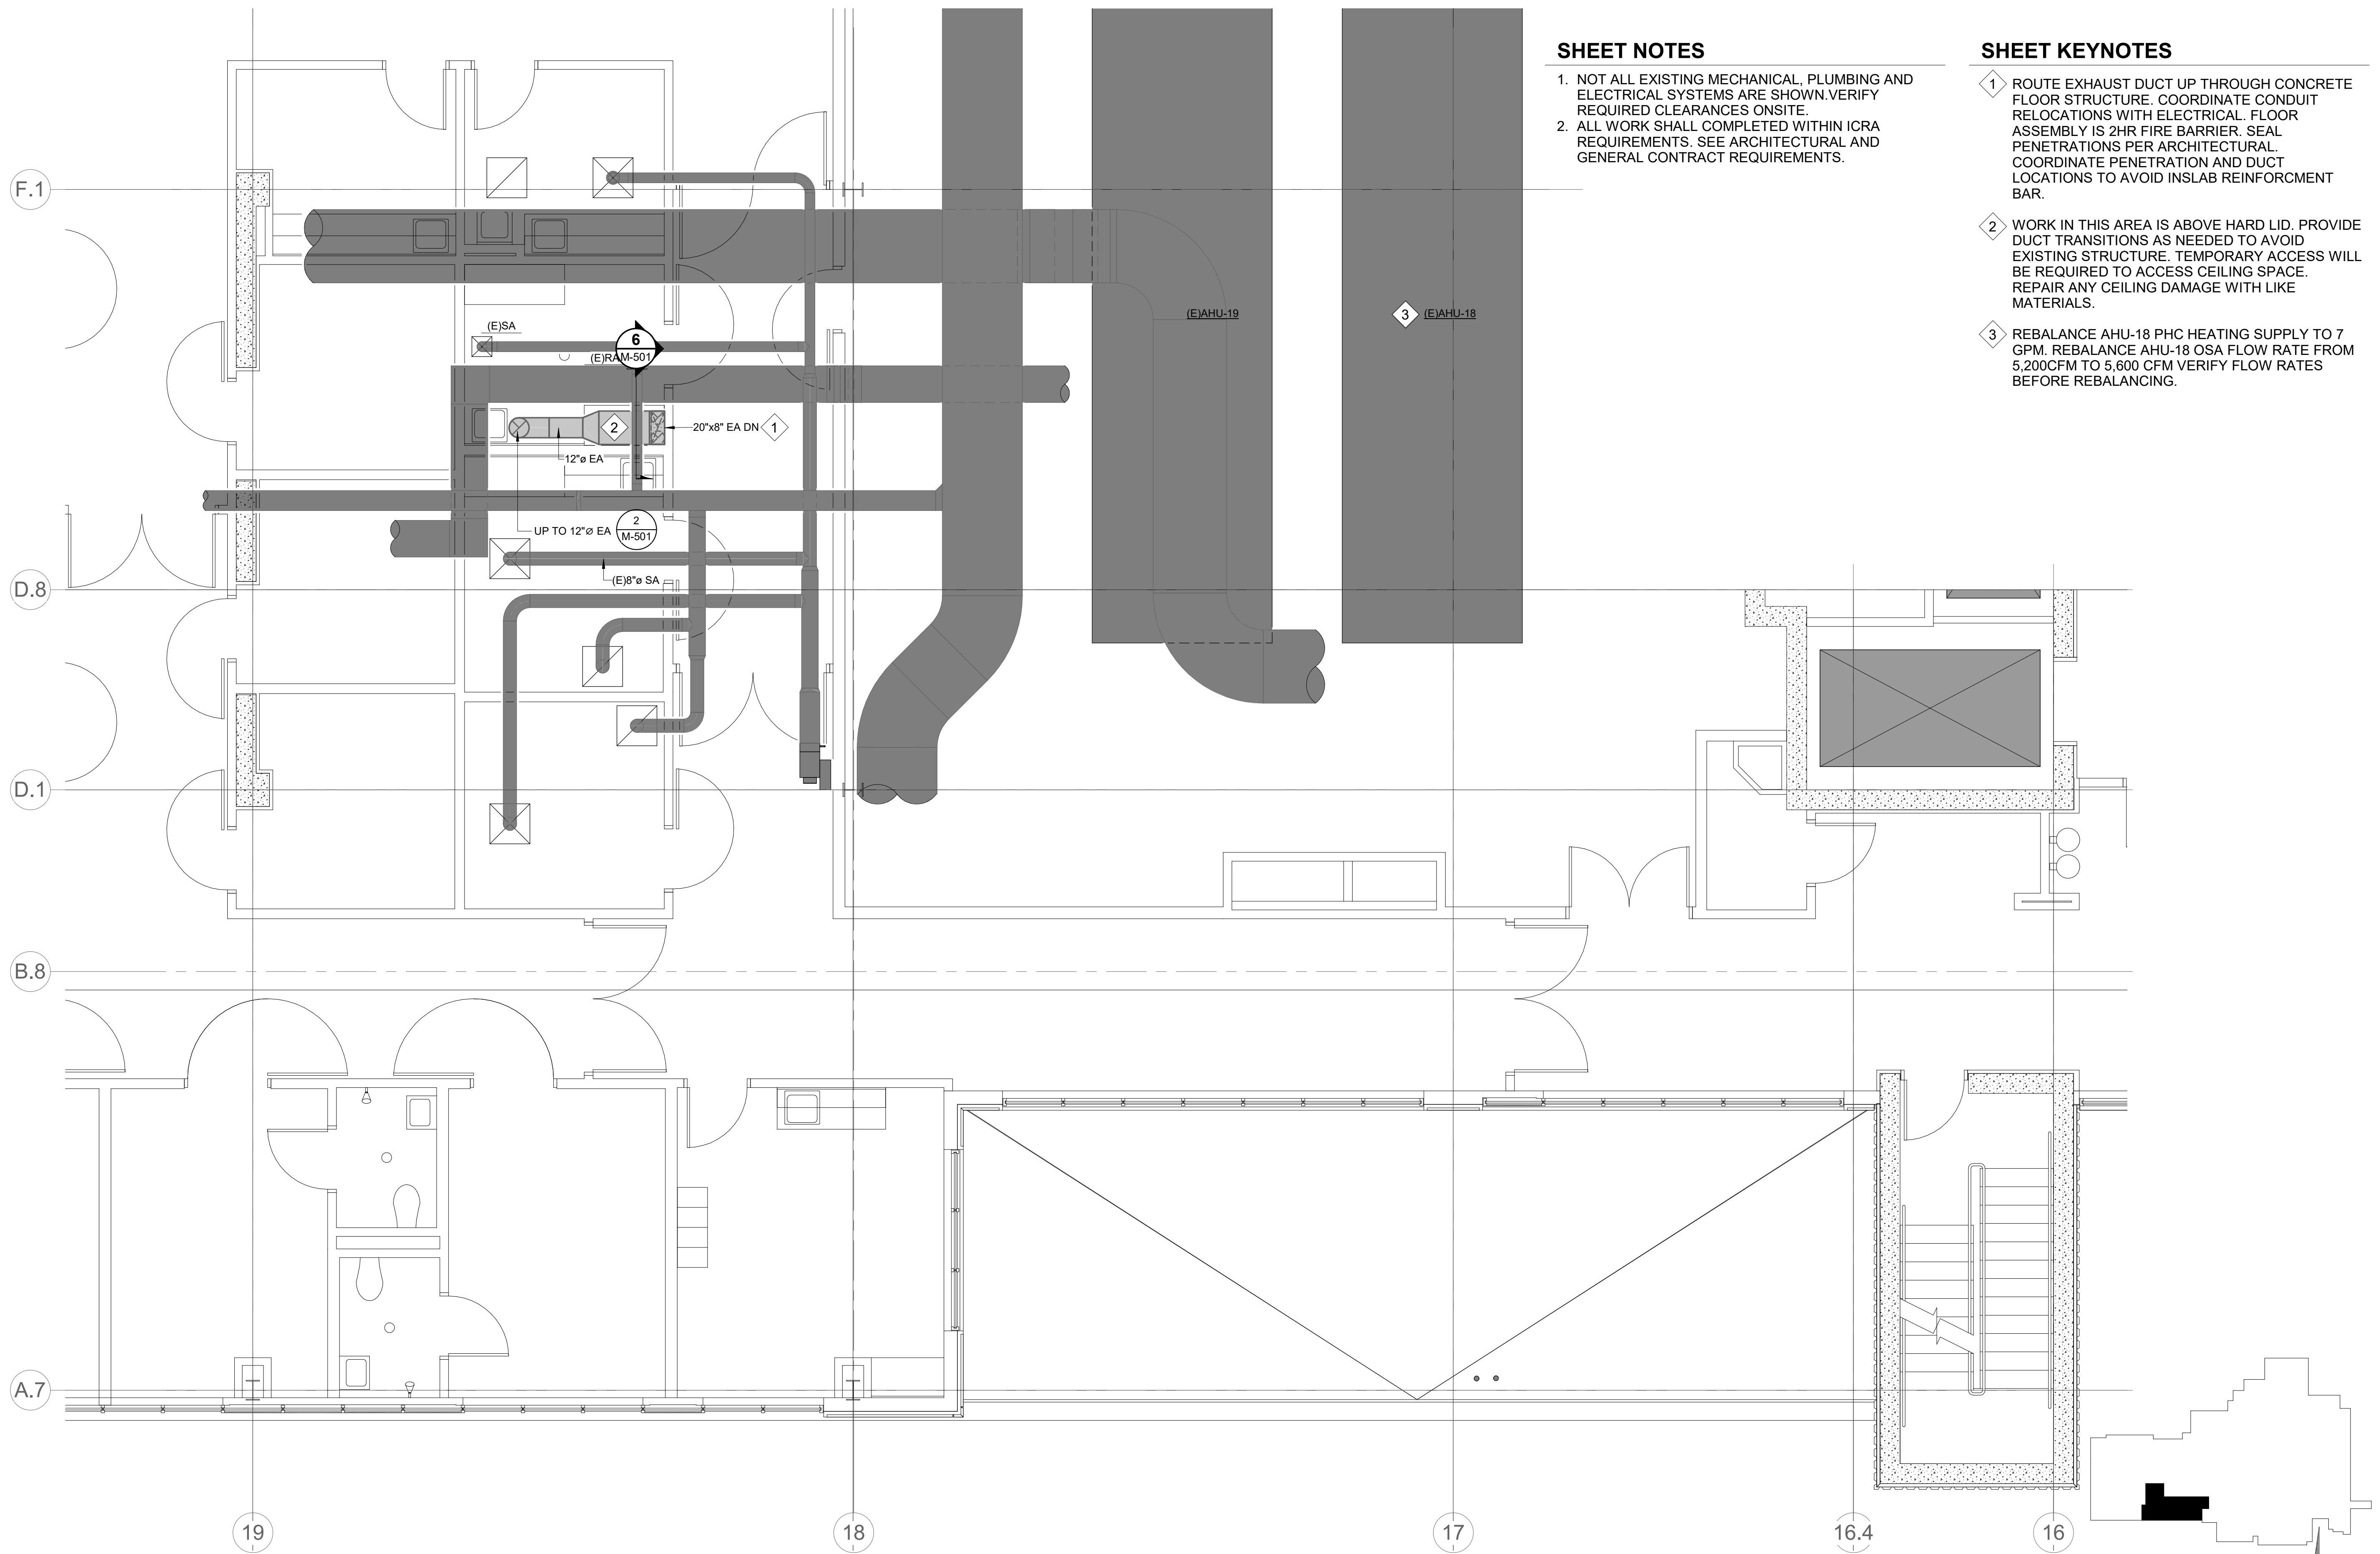 SHEET NOTES
1. NOT ALL EXISTING MECHANICAL, PLUMBING AND
ELECTRICAL SYSTEMS ARE SHOWN.VERIFY
REQUIRED CLEARANCES ONSITE.
2. ALL WORK SHALL COMPLETED WITHIN ICRA
REQUIREMENTS. SEE ARCHITECTURAL AND
GENERAL CONTRACT REQUIREMENTS.
SHEET KEYNOTES
1 ROUTE EXHAUST DUCT UP THROUGH CONCRETE
FLOOR STRUCTURE. COORDINATE CONDUIT
RELOCATIONS WITH ELECTRICAL. FLOOR
ASSEMBLY IS 2HR FIRE BARRIER. SEAL
PENETRATIONS PER ARCHITECTURAL.
COORDINATE PENETRATION AND DUCT
LOCATIONS TO AVOID INSLAB REINFORCMENT
BAR.
2 WORK IN THIS AREA IS ABOVE HARD LID. PROVIDE
DUCT TRANSITIONS AS NEEDED TO AVOID
EXISTING STRUCTURE. TEMPORARY ACCESS WILL
BE REQUIRED TO ACCESS CEILING SPACE.
REPAIR ANY CEILING DAMAGE WITH LIKE
MATERIALS.
3 REBALANCE AHU-18 PHC HEATING SUPPLY TO 7
GPM. REBALANCE AHU-18 OSA FLOW RATE FROM
5,200CFM TO 5,600 CFM VERIFY FLOW RATES
BEFORE REBALANCING.
F.1
(E)AHU-19
3 (E)AHU-18
(E)SA
6
(E)RA M-501
2
20"x8" EA DN 1
12"ø EA
UP TO 12"Ø EA
2
M-501
(E)8"ø SA
D.8
D.1
B.8
A.7
19
18
17
16.4
16